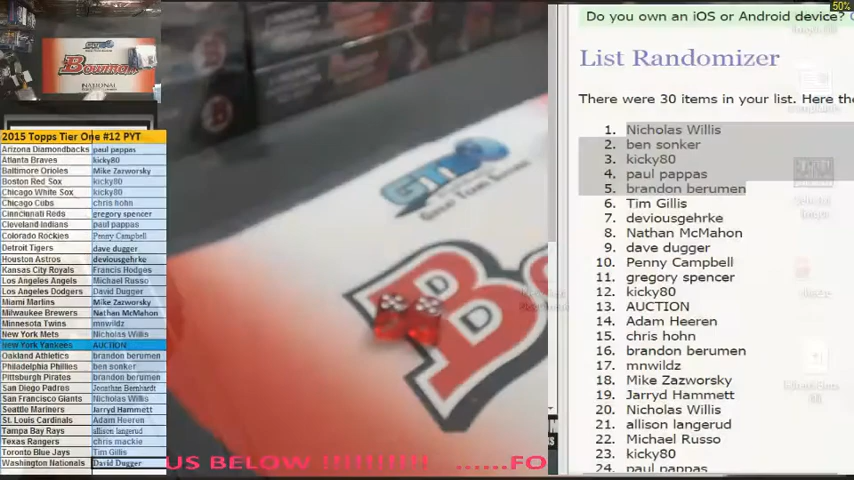 50%
Do you own an iOS or Android device?
List Randomizer
There were 30 items in your list. Here the
1. Nicholas Willis
2. ben sonker
3. kicky80
4. paul pappas
5. brandon berumen
6. Tim Gillis
7. deviousgehrke
8. Nathan McMahon
9. dave dugger
10. Penny Campbell
11. gregory spencer
12. kicky80
13. AUCTION
14. Adam Heeren
15. chris hohn
16. brandon berumen
17. mnwildz
18. Mike Zazworsky
19. Jarryd Hammett
20. Nicholas Willis
21. allison langerud
22. Michael Russo
23. kicky80
24. paul pappas
BOWMAN
NATIONAL
2015 Topps Tier One #12 PYT
Arizona Diamondbacks paul pappas
Atlanta Braves kicky80
Baltimore Orioles Mike Zazworsky
Boston Red Sox kicky80
Chicago White Sox kicky80
Chicago Cubs chris hohn
Cincinnati Reds gregory spencer
Cleveland Indians paul pappas
Colorado Rockies Penny Campbell
Detroit Tigers dave dugger
Houston Astros deviousgehrke
Kansas City Royals Francis Hodges
Los Angeles Angels Michael Russo
Los Angeles Dodgers David Dugger
Miami Marlins Mike Zazworsky
Milwaukee Brewers Nathan McMahon
Minnesota Twins mnwildz
New York Mets Nicholas Willis
New York Yankees AUCTION
Oakland Athletics brandon berumen
Philadelphia Phillies ben sonker
Pittsburgh Pirates brandon berumen
San Diego Padres Jonathan Bernhardt
San Francisco Giants Nicholas Willis
Seattle Mariners Jarryd Hammett
St. Louis Cardinals Adam Heeren
Tampa Bay Rays allison langerud
Texas Rangers chris mackie
Toronto Blue Jays Tim Gillis
Washington Nationals David Dugger
GTS
B
US BELOW !!!!!!!!!!! ......FO